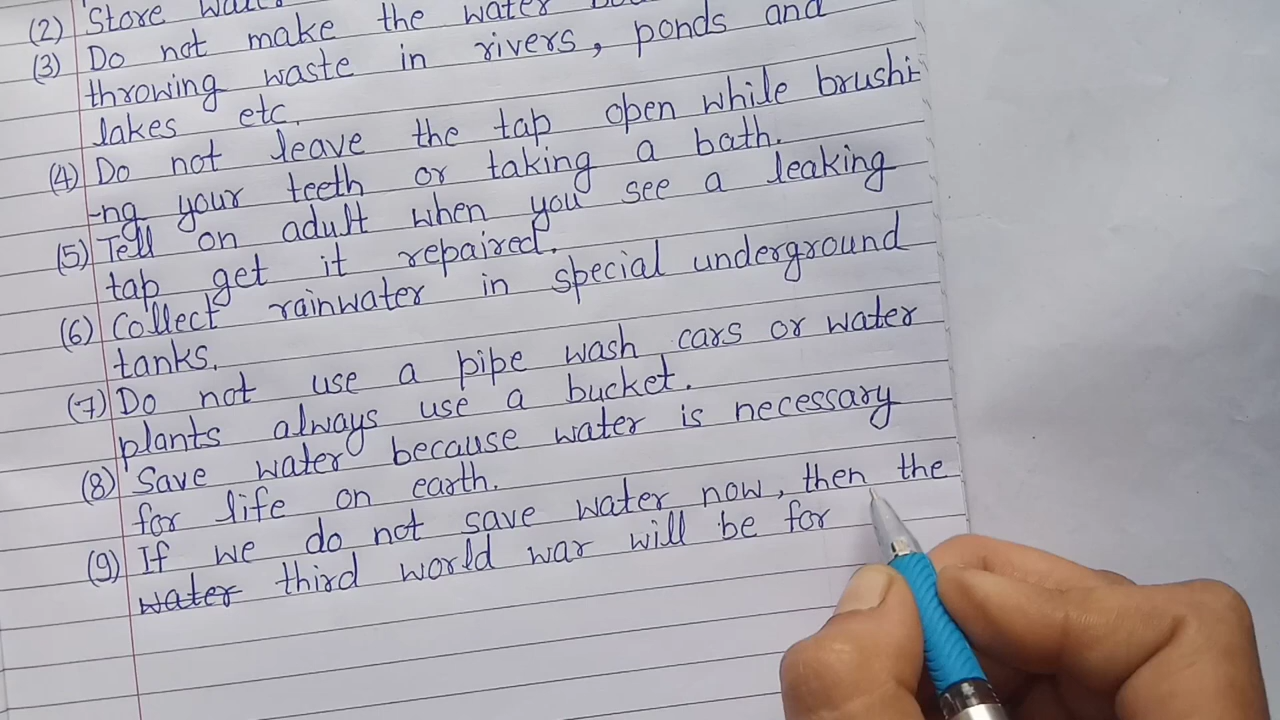 (2) Store
(3) Do not make the water
throwing waste in rivers, ponds and
lakes etc.
(4) Do not leave the tap open while brushi
-ng your teeth or taking a bath.
(5) Tell on adult when you see a leaking
tap get it repaired.
(6) Collect rainwater in special underground
tanks.
(7) Do not use a pipe wash cars or water
plants always use a bucket.
(8) Save water because water is necessary
for life on earth.
(9) If we do not save water now, then the
water third world war will be for